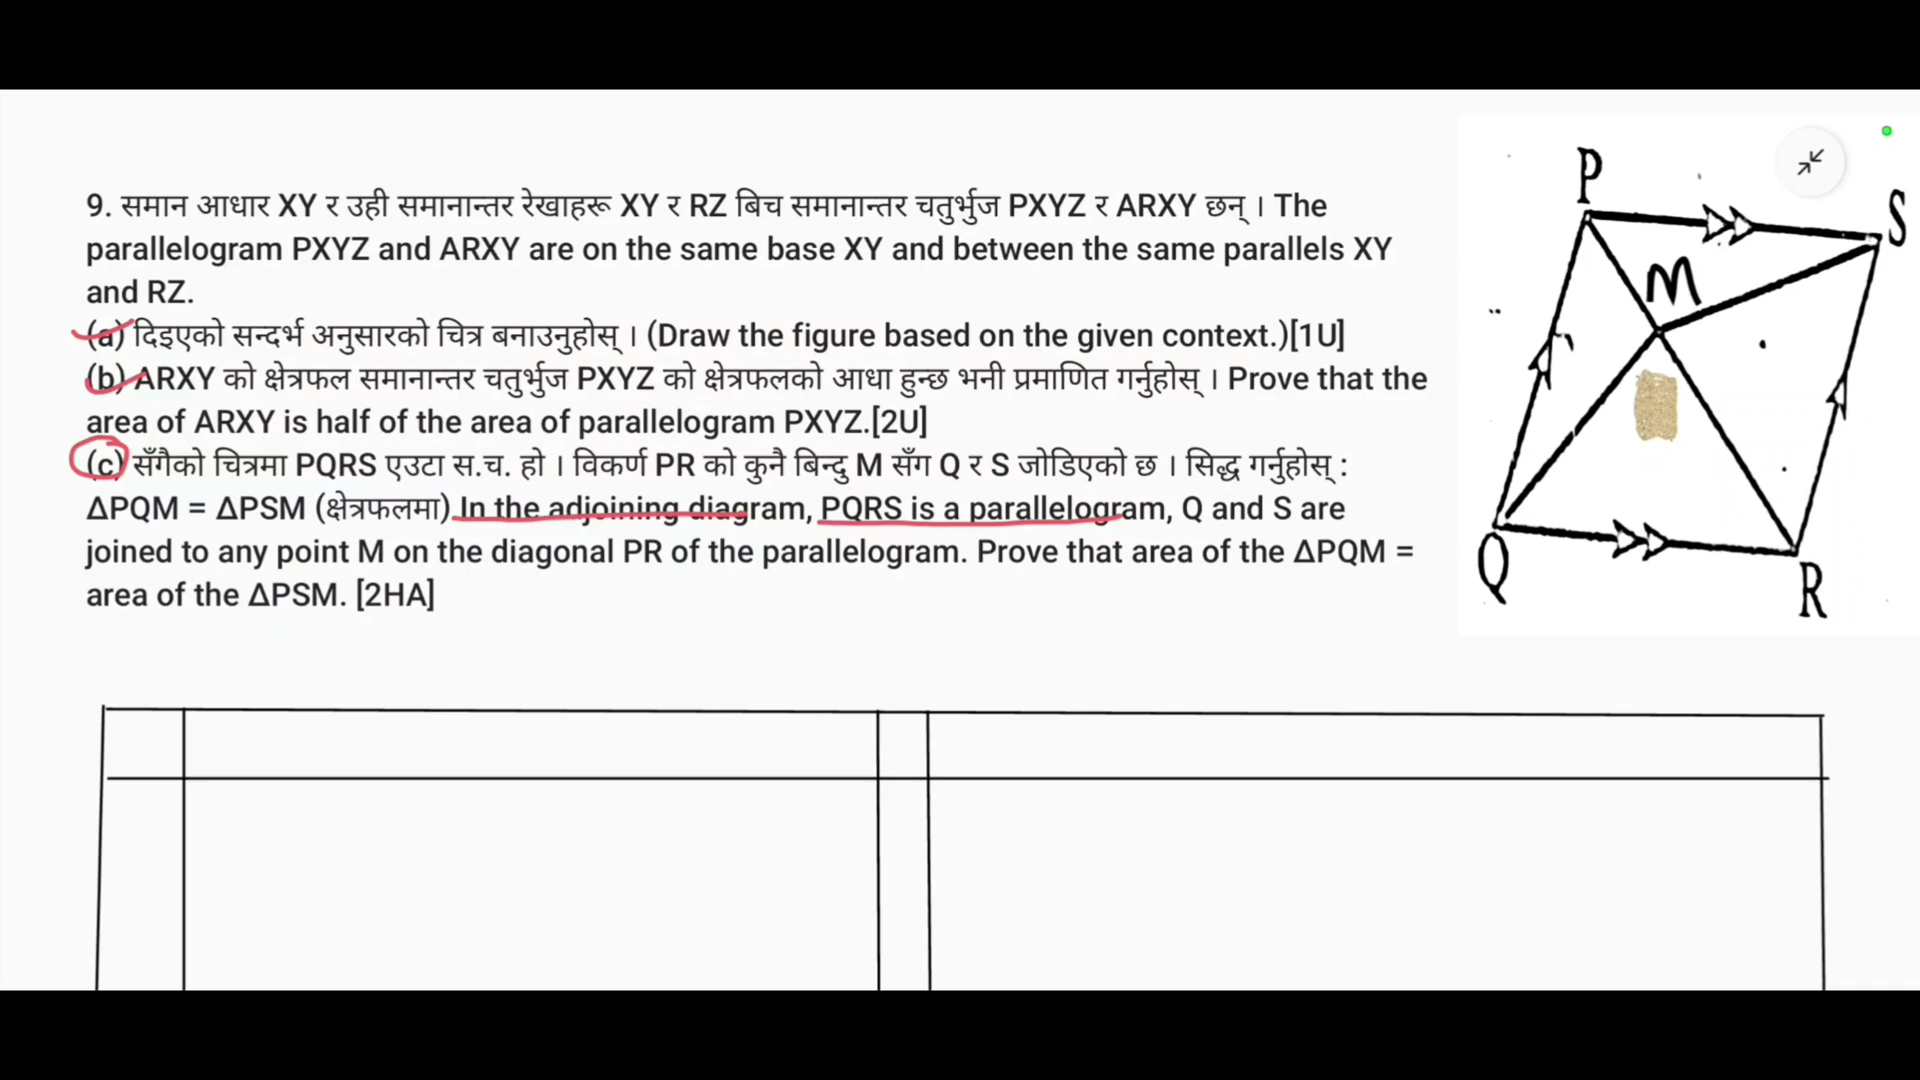 9. समान आधार XY र उही समानान्तर रेखाहरू XY र RZ बिच समानान्तर चतुर्भुज PXYZ र ARXY छन् । The
parallelogram PXYZ and ARXY are on the same base XY and between the same parallels XY
and RZ.
(a) दिइएको सन्दर्भ अनुसारको चित्र बनाउनुहोस् । (Draw the figure based on the given context.)[1U]
(b) ARXY को क्षेत्रफल समानान्तर चतुर्भुज PXYZ को क्षेत्रफलको आधा हुन्छ भनी प्रमाणित गर्नुहोस् । Prove that the
area of ARXY is half of the area of parallelogram PXYZ.[2U]
(c) सँगैको चित्रमा PQRS एउटा स.च. हो । विकर्ण PR को कुनै बिन्दु M सँग Q र S जोडिएको छ । सिद्ध गर्नुहोस् :
ΔPQM = ΔPSM (क्षेत्रफलमा) In the adjoining diagram, PQRS is a parallelogram, Q and S are
joined to any point M on the diagonal PR of the parallelogram. Prove that area of the ΔPQM =
area of the ΔPSM. [2HA]
P
S
M
Q
R